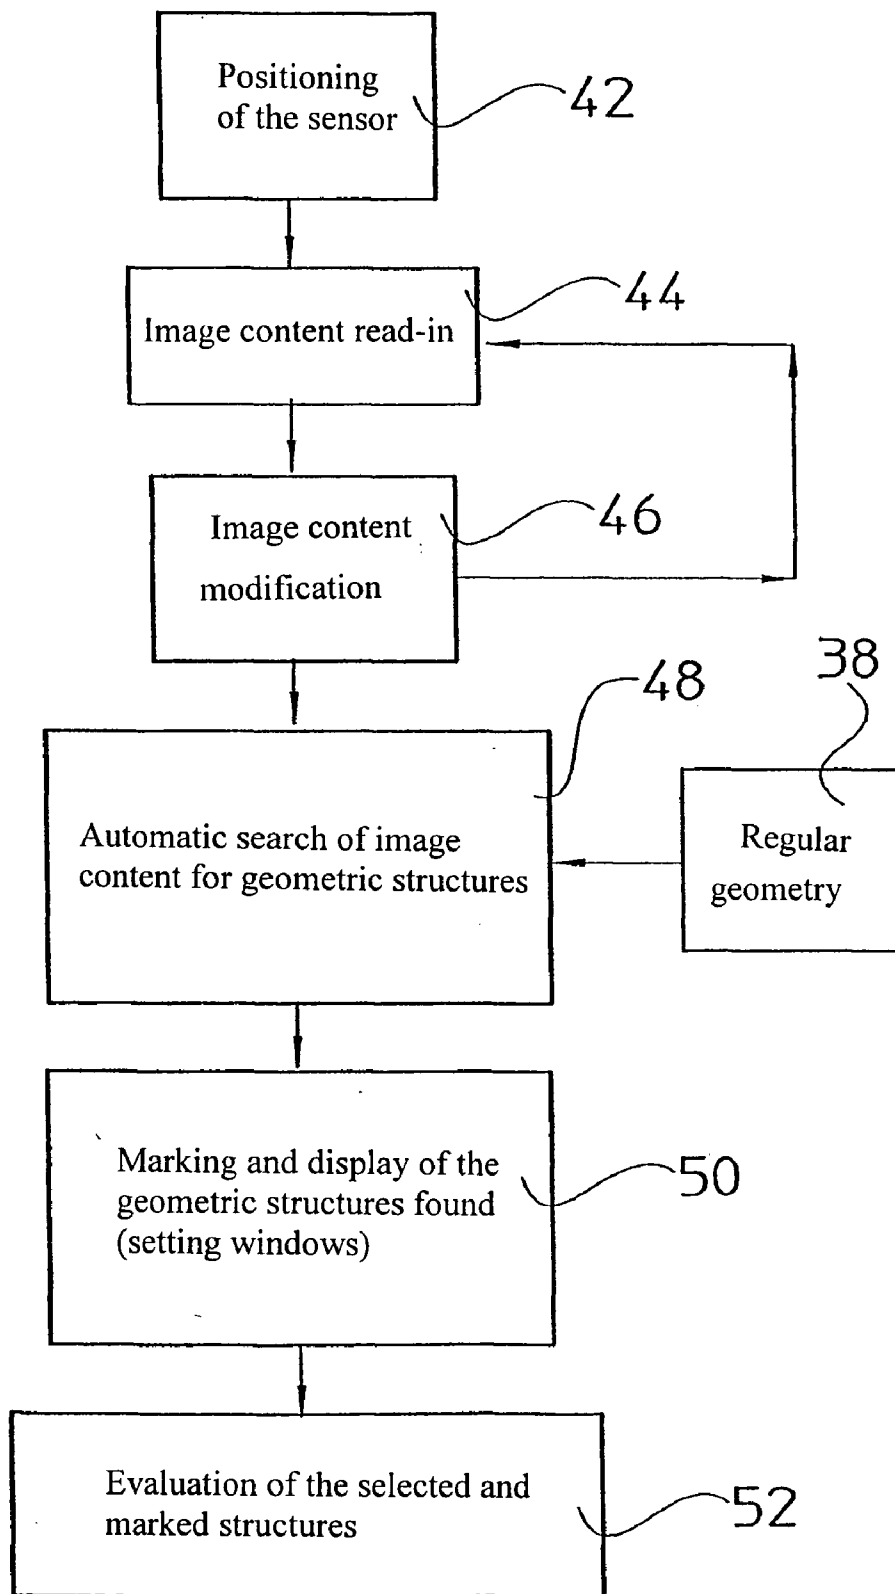 Positioning
of the sensor
42
Image content read-in
44
Image content
modification
46
Automatic search of image
content for geometric structures
48
38
Regular
geometry
Marking and display of the
geometric structures found
(setting windows)
50
Evaluation of the selected and
marked structures
52